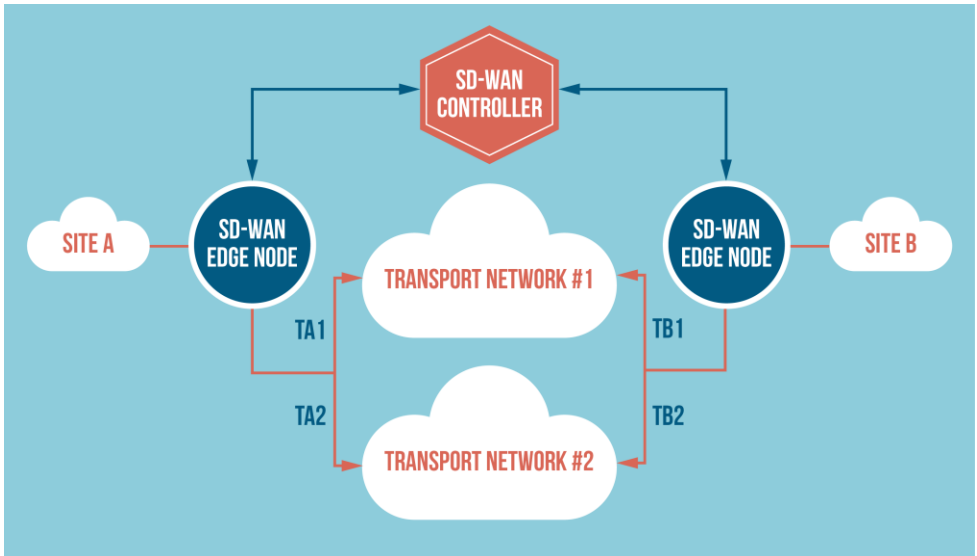 SD-WAN
CONTROLLER
SITE A
SD-WAN
EDGE NODE
SD-WAN
EDGE NODE
SITE B
TRANSPORT NETWORK #1
TA1
TB1
TA2
TB2
TRANSPORT NETWORK #2